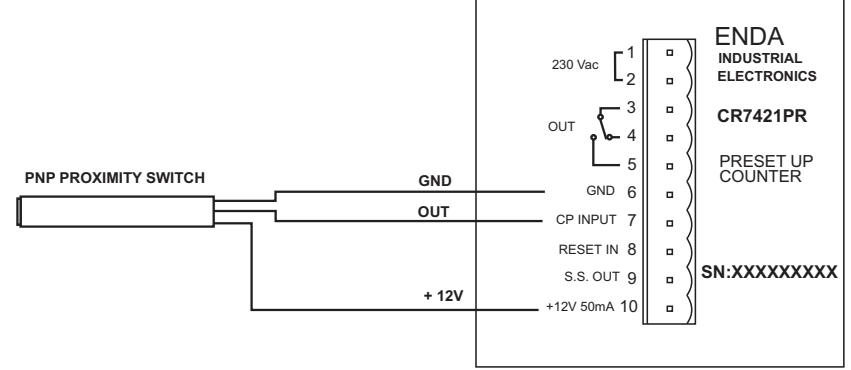 ENDA
INDUSTRIAL
ELECTRONICS
CR7421PR
PRESET UP
COUNTER
SN:XXXXXXXXX
230 Vac
1
2
OUT
3
4
5
GND 6
CP INPUT 7
RESET IN 8
S.S. OUT 9
+12V 50mA 10
PNP PROXIMITY SWITCH
GND
OUT
+ 12V